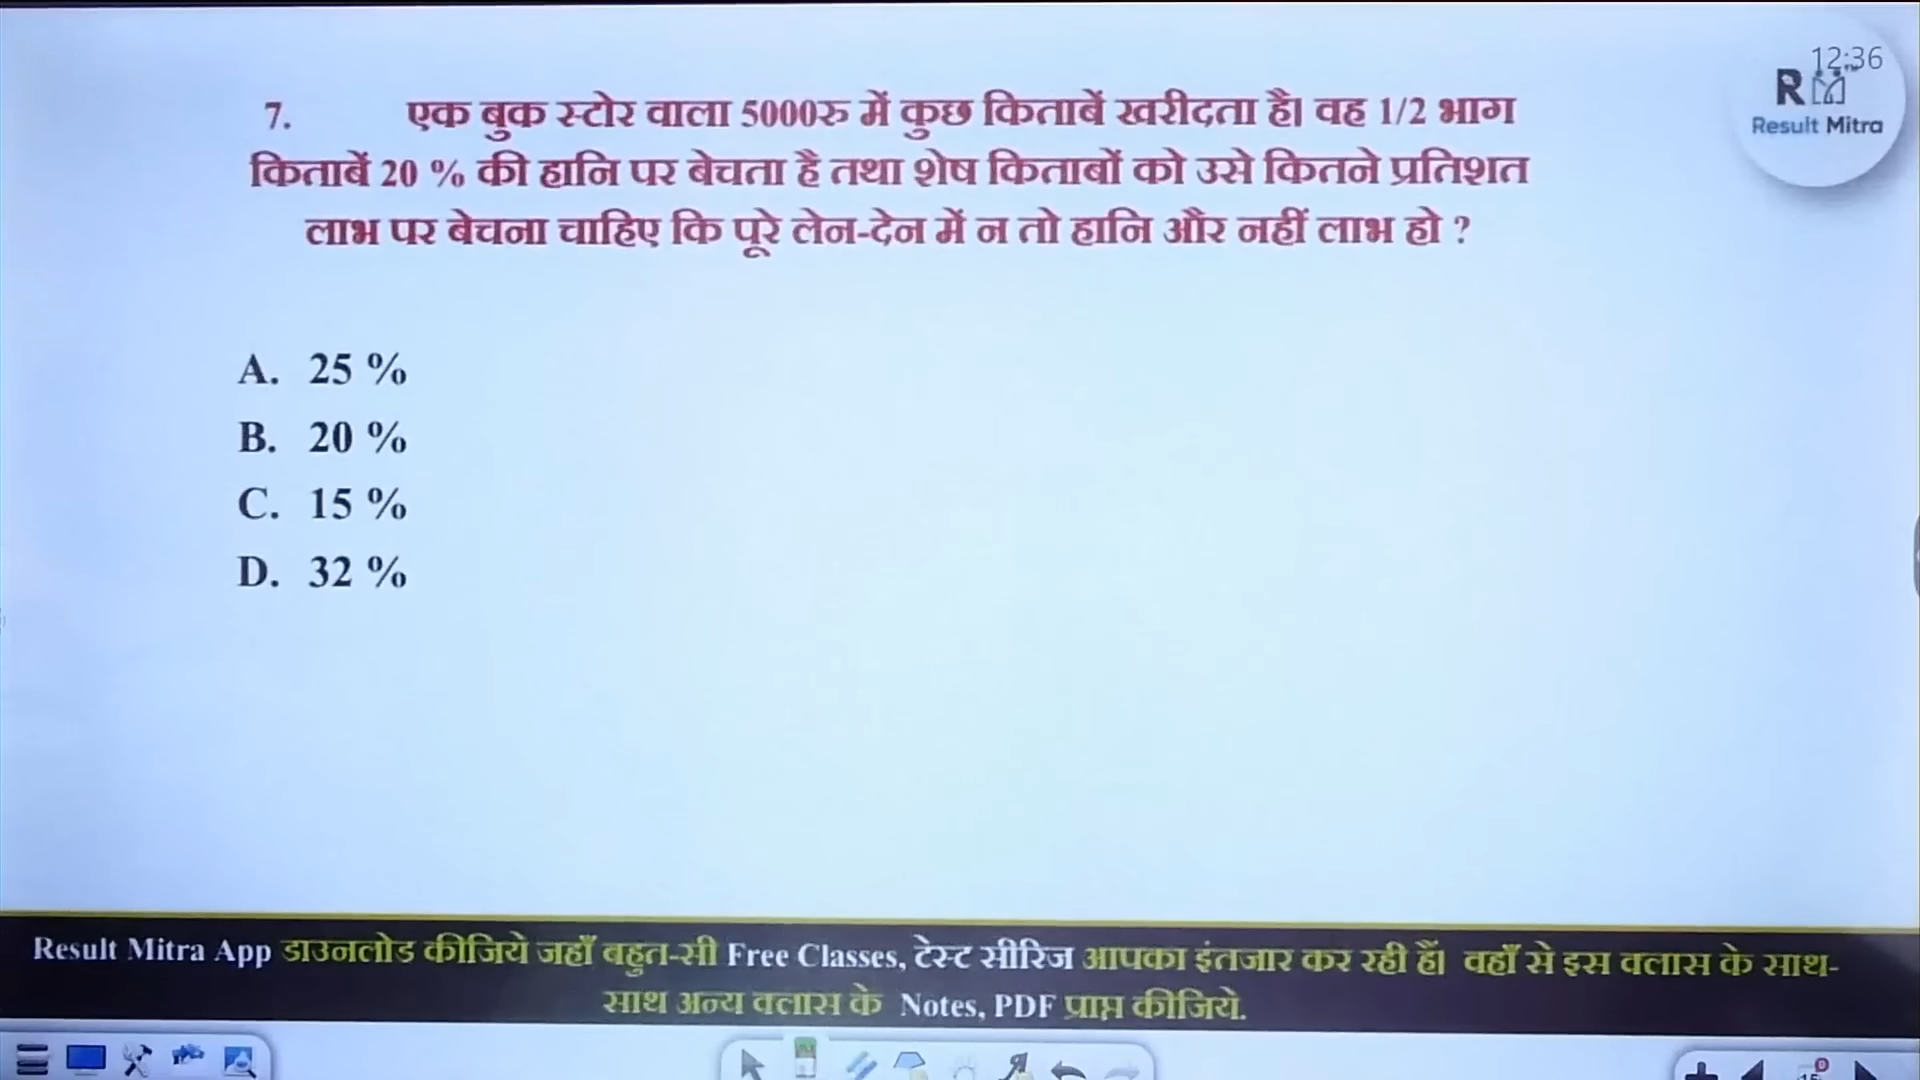 12:36
RM
Result Mitra
7. एक बुक स्टोर वाला 5000रु में कुछ किताबें खरीदता है। वह 1/2 भाग
किताबें 20 % की हानि पर बेचता है तथा शेष किताबों को उसे कितने प्रतिशत
लाभ पर बेचना चाहिए कि पूरे लेन-देन में न तो हानि और नहीं लाभ हो ?
A. 25 %
B. 20 %
C. 15 %
D. 32 %
Result Mitra App डाउनलोड कीजिये जहाँ बहुत-सी Free Classes, टेस्ट सीरिज आपका इंतजार कर रही हैं। वहाँ से इस क्लास के साथ-
साथ अन्य क्लास के Notes, PDF प्राप्त कीजिये.